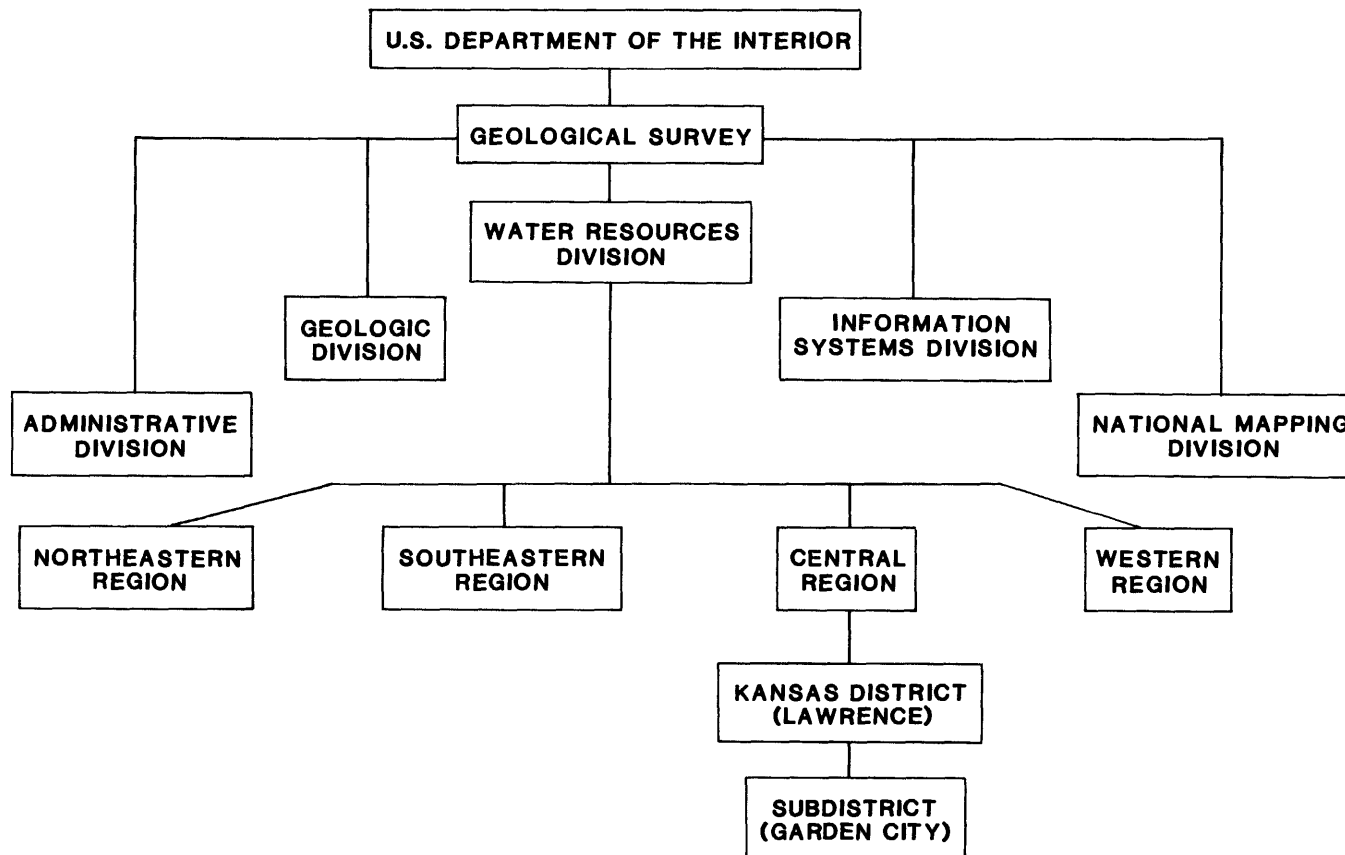 U.S. DEPARTMENT OF THE INTERIOR
GEOLOGICAL SURVEY
WATER RESOURCES
DIVISION
GEOLOGIC
DIVISION
INFORMATION
SYSTEMS DIVISION
ADMINISTRATIVE
DIVISION
NATIONAL MAPPING
DIVISION
NORTHEASTERN
REGION
SOUTHEASTERN
REGION
CENTRAL
REGION
WESTERN
REGION
KANSAS DISTRICT
(LAWRENCE)
SUBDISTRICT
(GARDEN CITY)